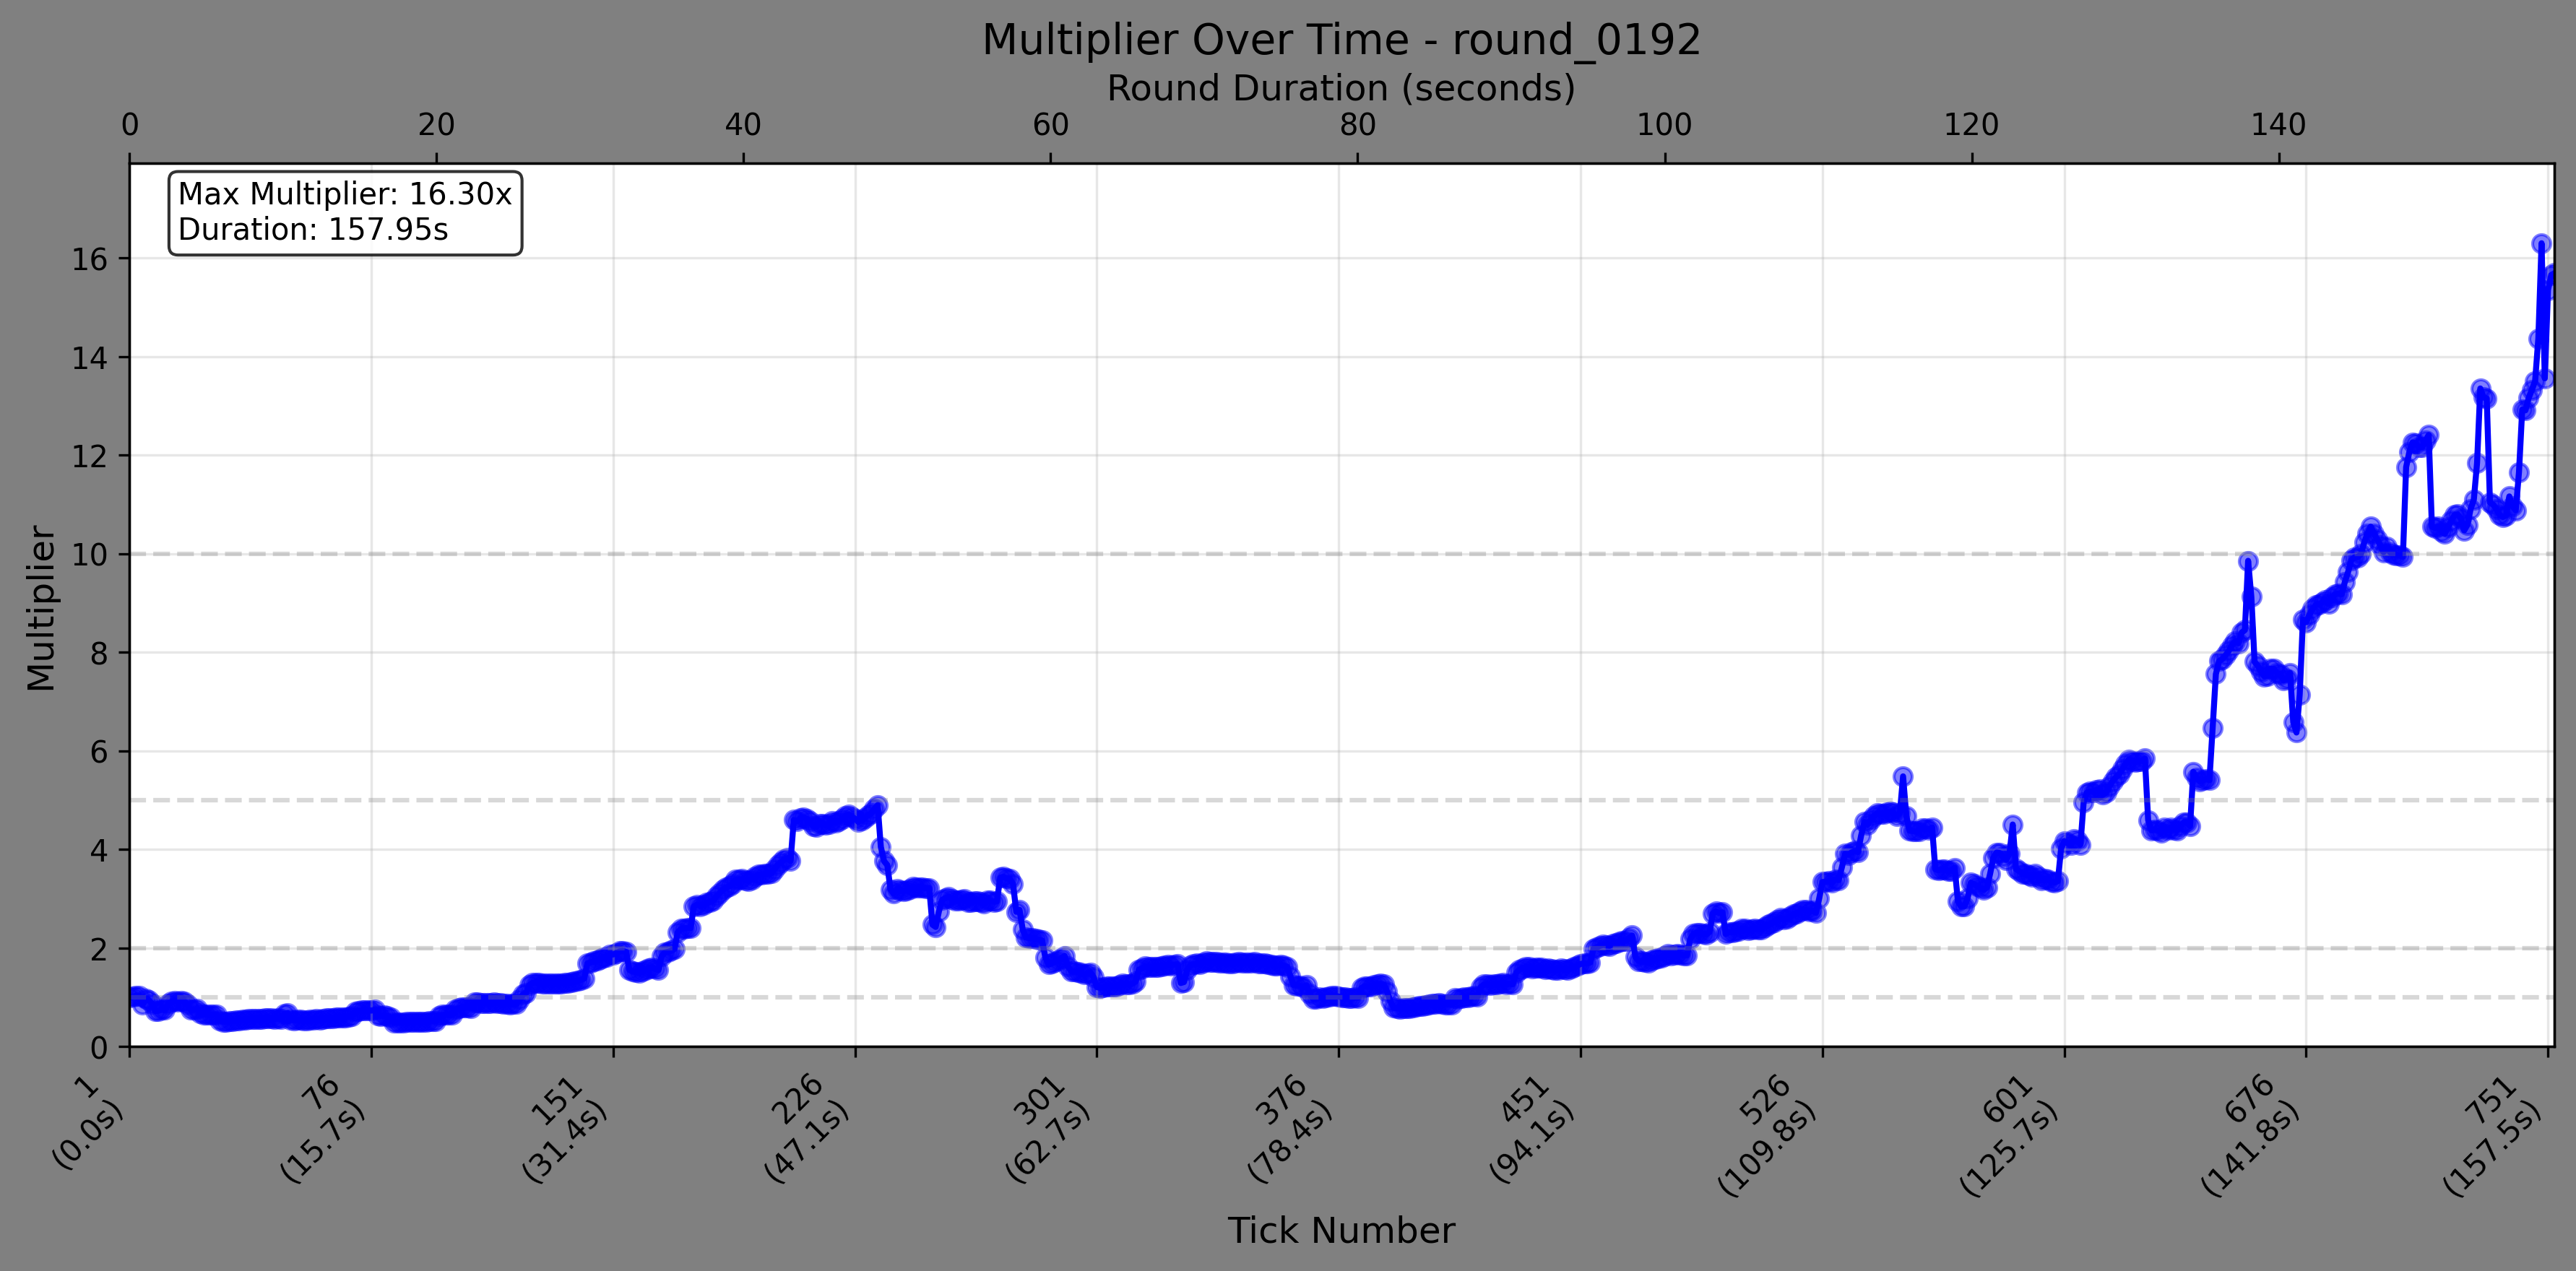 Multiplier Over Time - round_0192
Round Duration (seconds)
0 20 40 60 80 100 120 140
Max Multiplier: 16.30x
Duration: 157.95s
Multiplier
16
14
12
10
8
6
4
2
0
1
(0.0s)
76
(15.7s)
151
(31.4s)
226
(47.1s)
301
(62.7s)
376
(78.4s)
451
(94.1s)
526
(109.8s)
601
(125.7s)
676
(141.8s)
751
(157.5s)
Tick Number